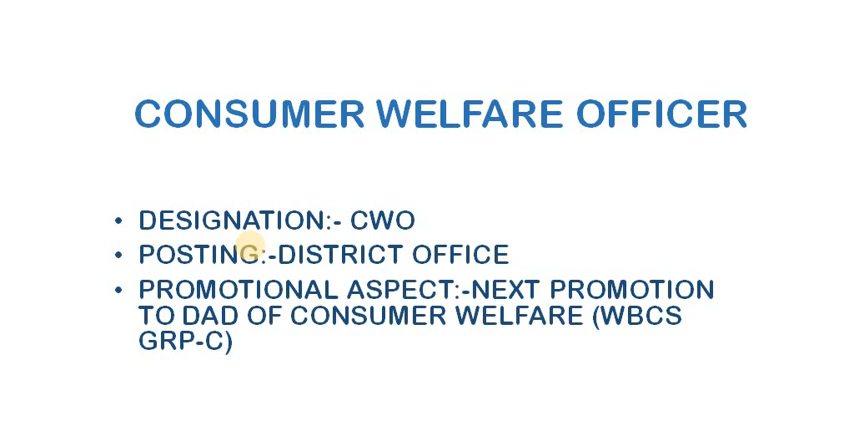 CONSUMER WELFARE OFFICER
• DESIGNATION:- CWO
• POSTING:-DISTRICT OFFICE
• PROMOTIONAL ASPECT:-NEXT PROMOTION
TO DAD OF CONSUMER WELFARE (WBCS
GRP-C)